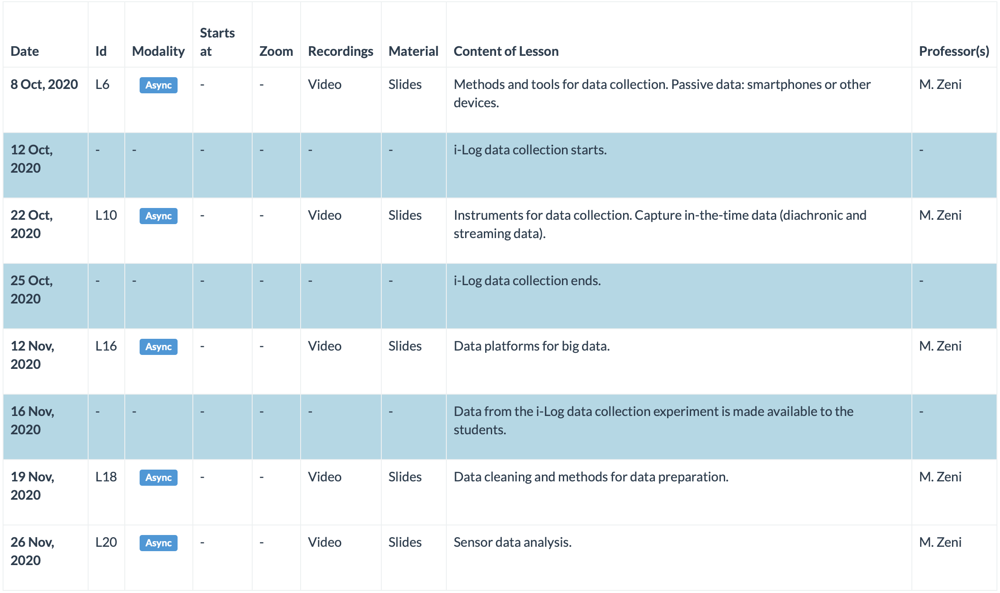 Date Id Modality Starts at Zoom Recordings Material Content of Lesson Professor(s)
8 Oct, 2020 L6 Async - - Video Slides Methods and tools for data collection. Passive data: smartphones or other
devices. M. Zeni
12 Oct,
2020 - - - - - - i-Log data collection starts. -
22 Oct,
2020 L10 Async - - Video Slides Instruments for data collection. Capture in-the-time data (diachronic and
streaming data). M. Zeni
25 Oct,
2020 - - - - - - i-Log data collection ends. -
12 Nov,
2020 L16 Async - - Video Slides Data platforms for big data. M. Zeni
16 Nov,
2020 - - - - - - Data from the i-Log data collection experiment is made available to the
students. -
19 Nov,
2020 L18 Async - - Video Slides Data cleaning and methods for data preparation. M. Zeni
26 Nov,
2020 L20 Async - - Video Slides Sensor data analysis. M. Zeni